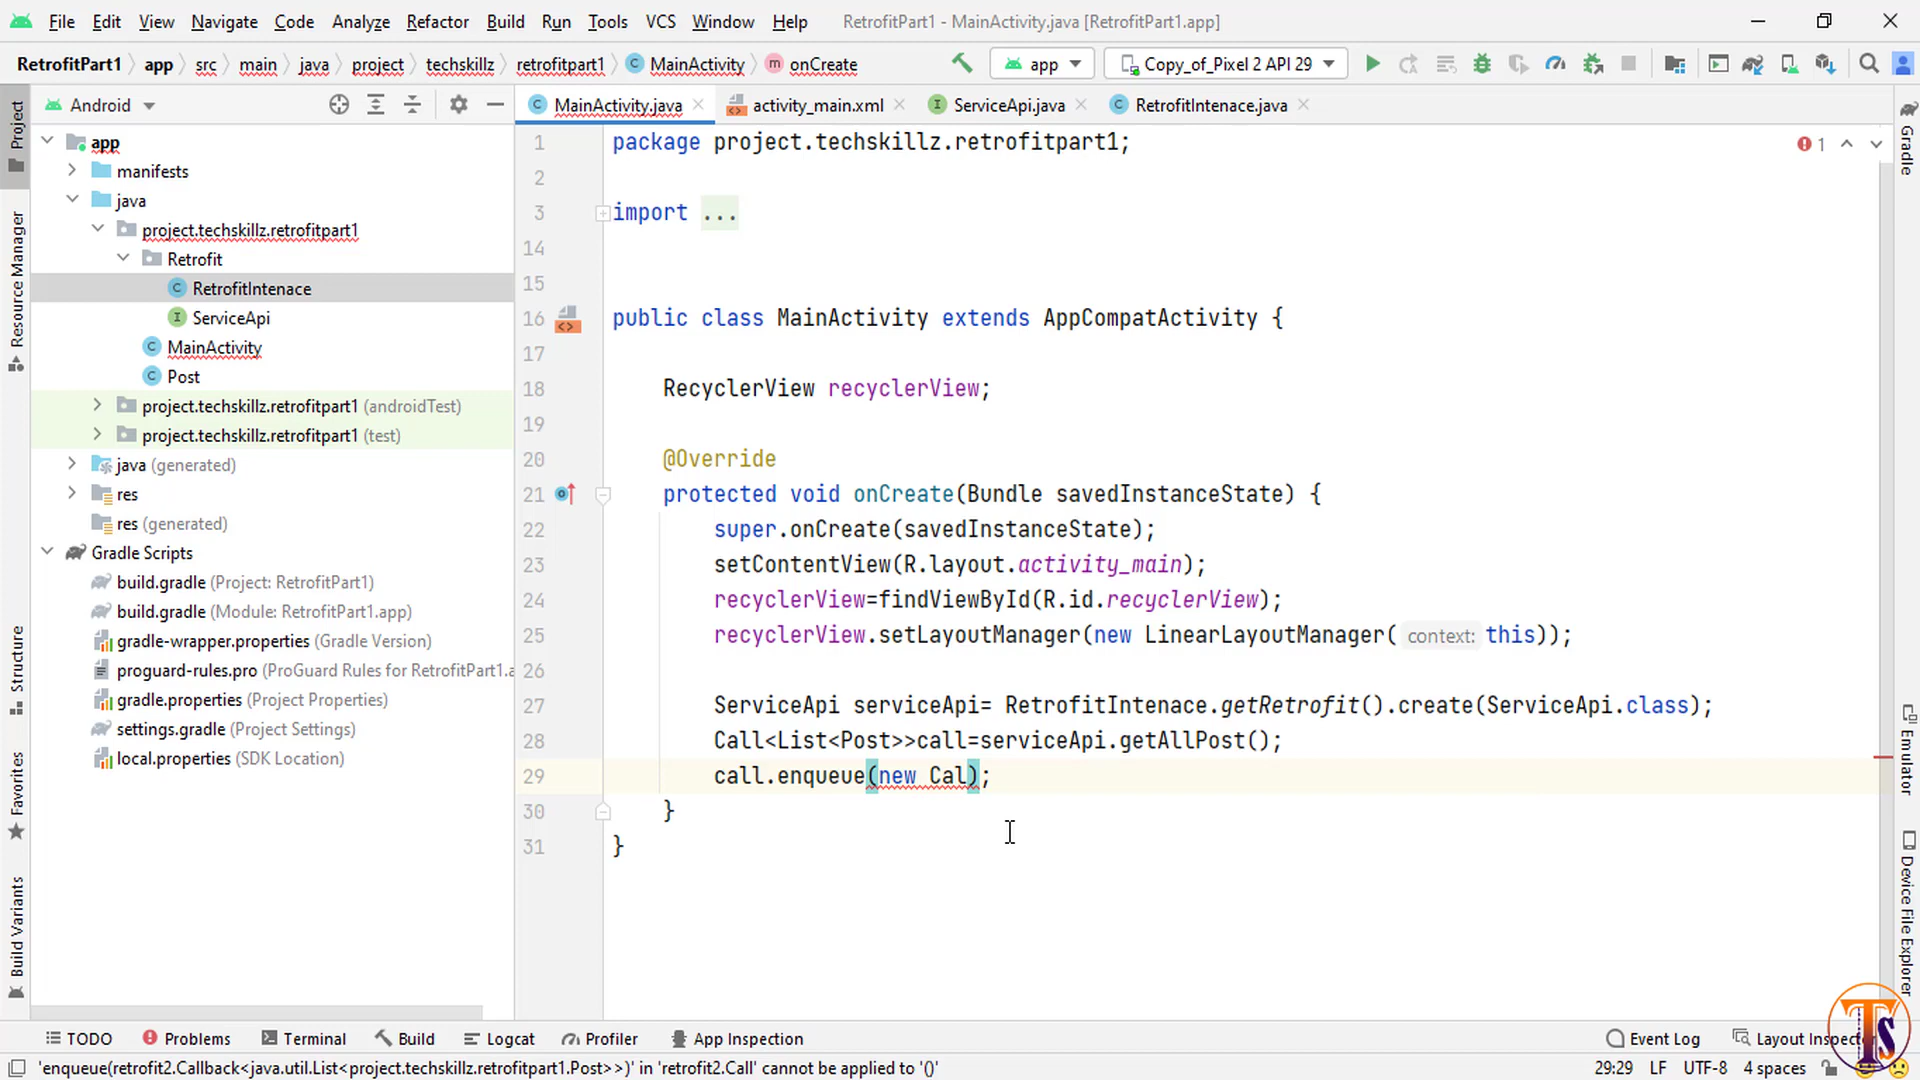 File Edit View Navigate Code Analyze Refactor Build Run Tools VCS Window Help RetrofitPart1 - MainActivity.java [RetrofitPart1.app]
RetrofitPart1 app src main java project techskillz retrofitpart1 MainActivity onCreate app Copy_of_Pixel 2 API 29
Android
MainActivity.java activity_main.xml ServiceApi.java RetrofitIntenace.java
Project
Resource Manager
Structure
Favorites
Build Variants
app
manifests
java
project.techskillz.retrofitpart1
Retrofit
RetrofitIntenace
ServiceApi
MainActivity
Post
project.techskillz.retrofitpart1 (androidTest)
project.techskillz.retrofitpart1 (test)
java (generated)
res
res (generated)
Gradle Scripts
build.gradle (Project: RetrofitPart1)
build.gradle (Module: RetrofitPart1.app)
gradle-wrapper.properties (Gradle Version)
proguard-rules.pro (ProGuard Rules for RetrofitPart1.a
gradle.properties (Project Properties)
settings.gradle (Project Settings)
local.properties (SDK Location)
1 package project.techskillz.retrofitpart1;
2
3 import ...
14
15
16 public class MainActivity extends AppCompatActivity {
17
18 RecyclerView recyclerView;
19
20 @Override
21 protected void onCreate(Bundle savedInstanceState) {
22 super.onCreate(savedInstanceState);
23 setContentView(R.layout.activity_main);
24 recyclerView=findViewById(R.id.recyclerView);
25 recyclerView.setLayoutManager(new LinearLayoutManager( context: this));
26
27 ServiceApi serviceApi= RetrofitIntenace.getRetrofit().create(ServiceApi.class);
28 Call<List<Post>>call=serviceApi.getAllPost();
29 call.enqueue(new Cal);
30 }
31 }
1
Gradle
Emulator
Device File Explorer
TODO Problems Terminal Build Logcat Profiler App Inspection Event Log Layout Inspector
'enqueue(retrofit2.Callback<java.util.List<project.techskillz.retrofitpart1.Post>>)' in 'retrofit2.Call' cannot be applied to '()' 29:29 LF UTF-8 4 spaces
TS